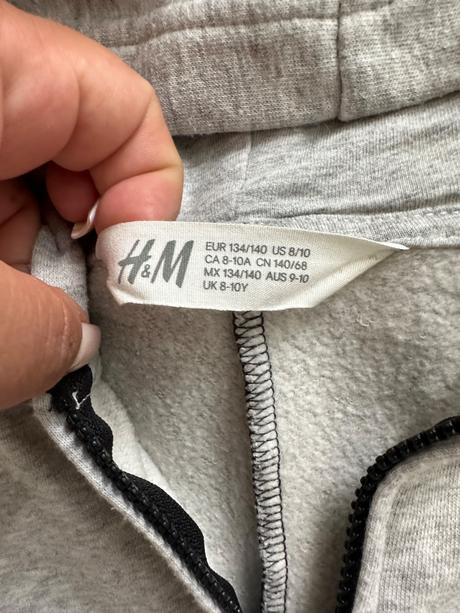 H&M
EUR 134/140 US 8/10
CA 8-10A CN 140/68
MX 134/140 AUS 9-10
UK 8-10Y